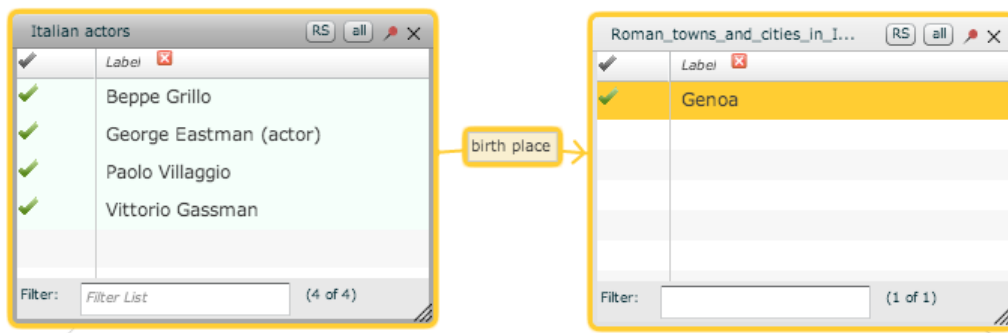 Italian actors RS all
Label
Beppe Grillo
George Eastman (actor)
Paolo Villaggio
Vittorio Gassman
Filter: Filter List (4 of 4)
birth place
Roman_towns_and_cities_in_I... RS all
Label
Genoa
Filter: (1 of 1)